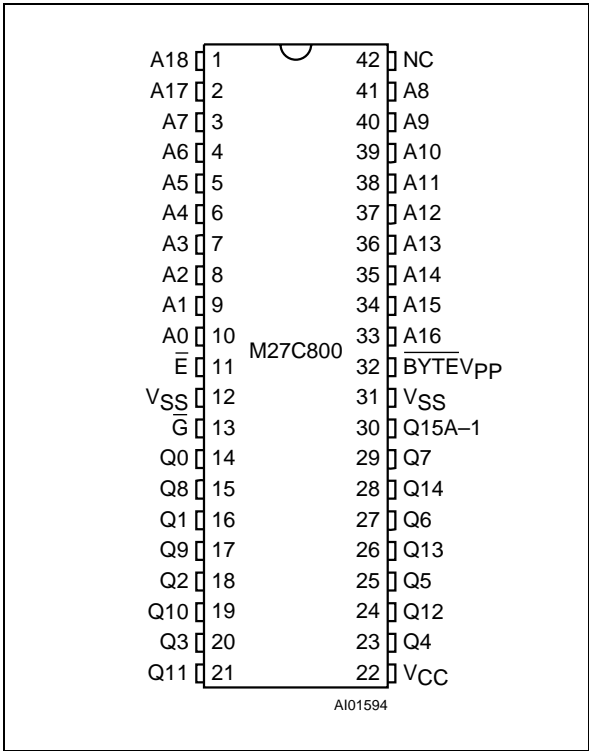 A18 1 42 NC
A17 2 41 A8
A7 3 40 A9
A6 4 39 A10
A5 5 38 A11
A4 6 37 A12
A3 7 36 A13
A2 8 35 A14
A1 9 34 A15
A0 10 33 A16
M27C800
E̅ 11 32 B̅Y̅T̅E̅VPP
VSS 12 31 VSS
G̅ 13 30 Q15A–1
Q0 14 29 Q7
Q8 15 28 Q14
Q1 16 27 Q6
Q9 17 26 Q13
Q2 18 25 Q5
Q10 19 24 Q12
Q3 20 23 Q4
Q11 21 22 VCC
AI01594